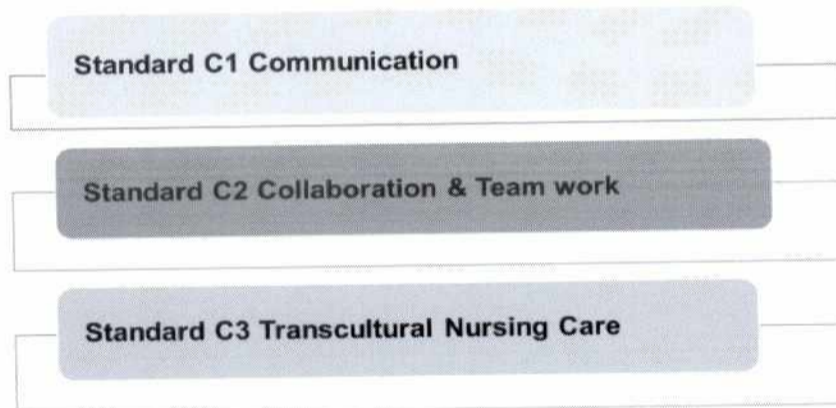 Standard C1 Communication
Standard C2 Collaboration & Team work
Standard C3 Transcultural Nursing Care